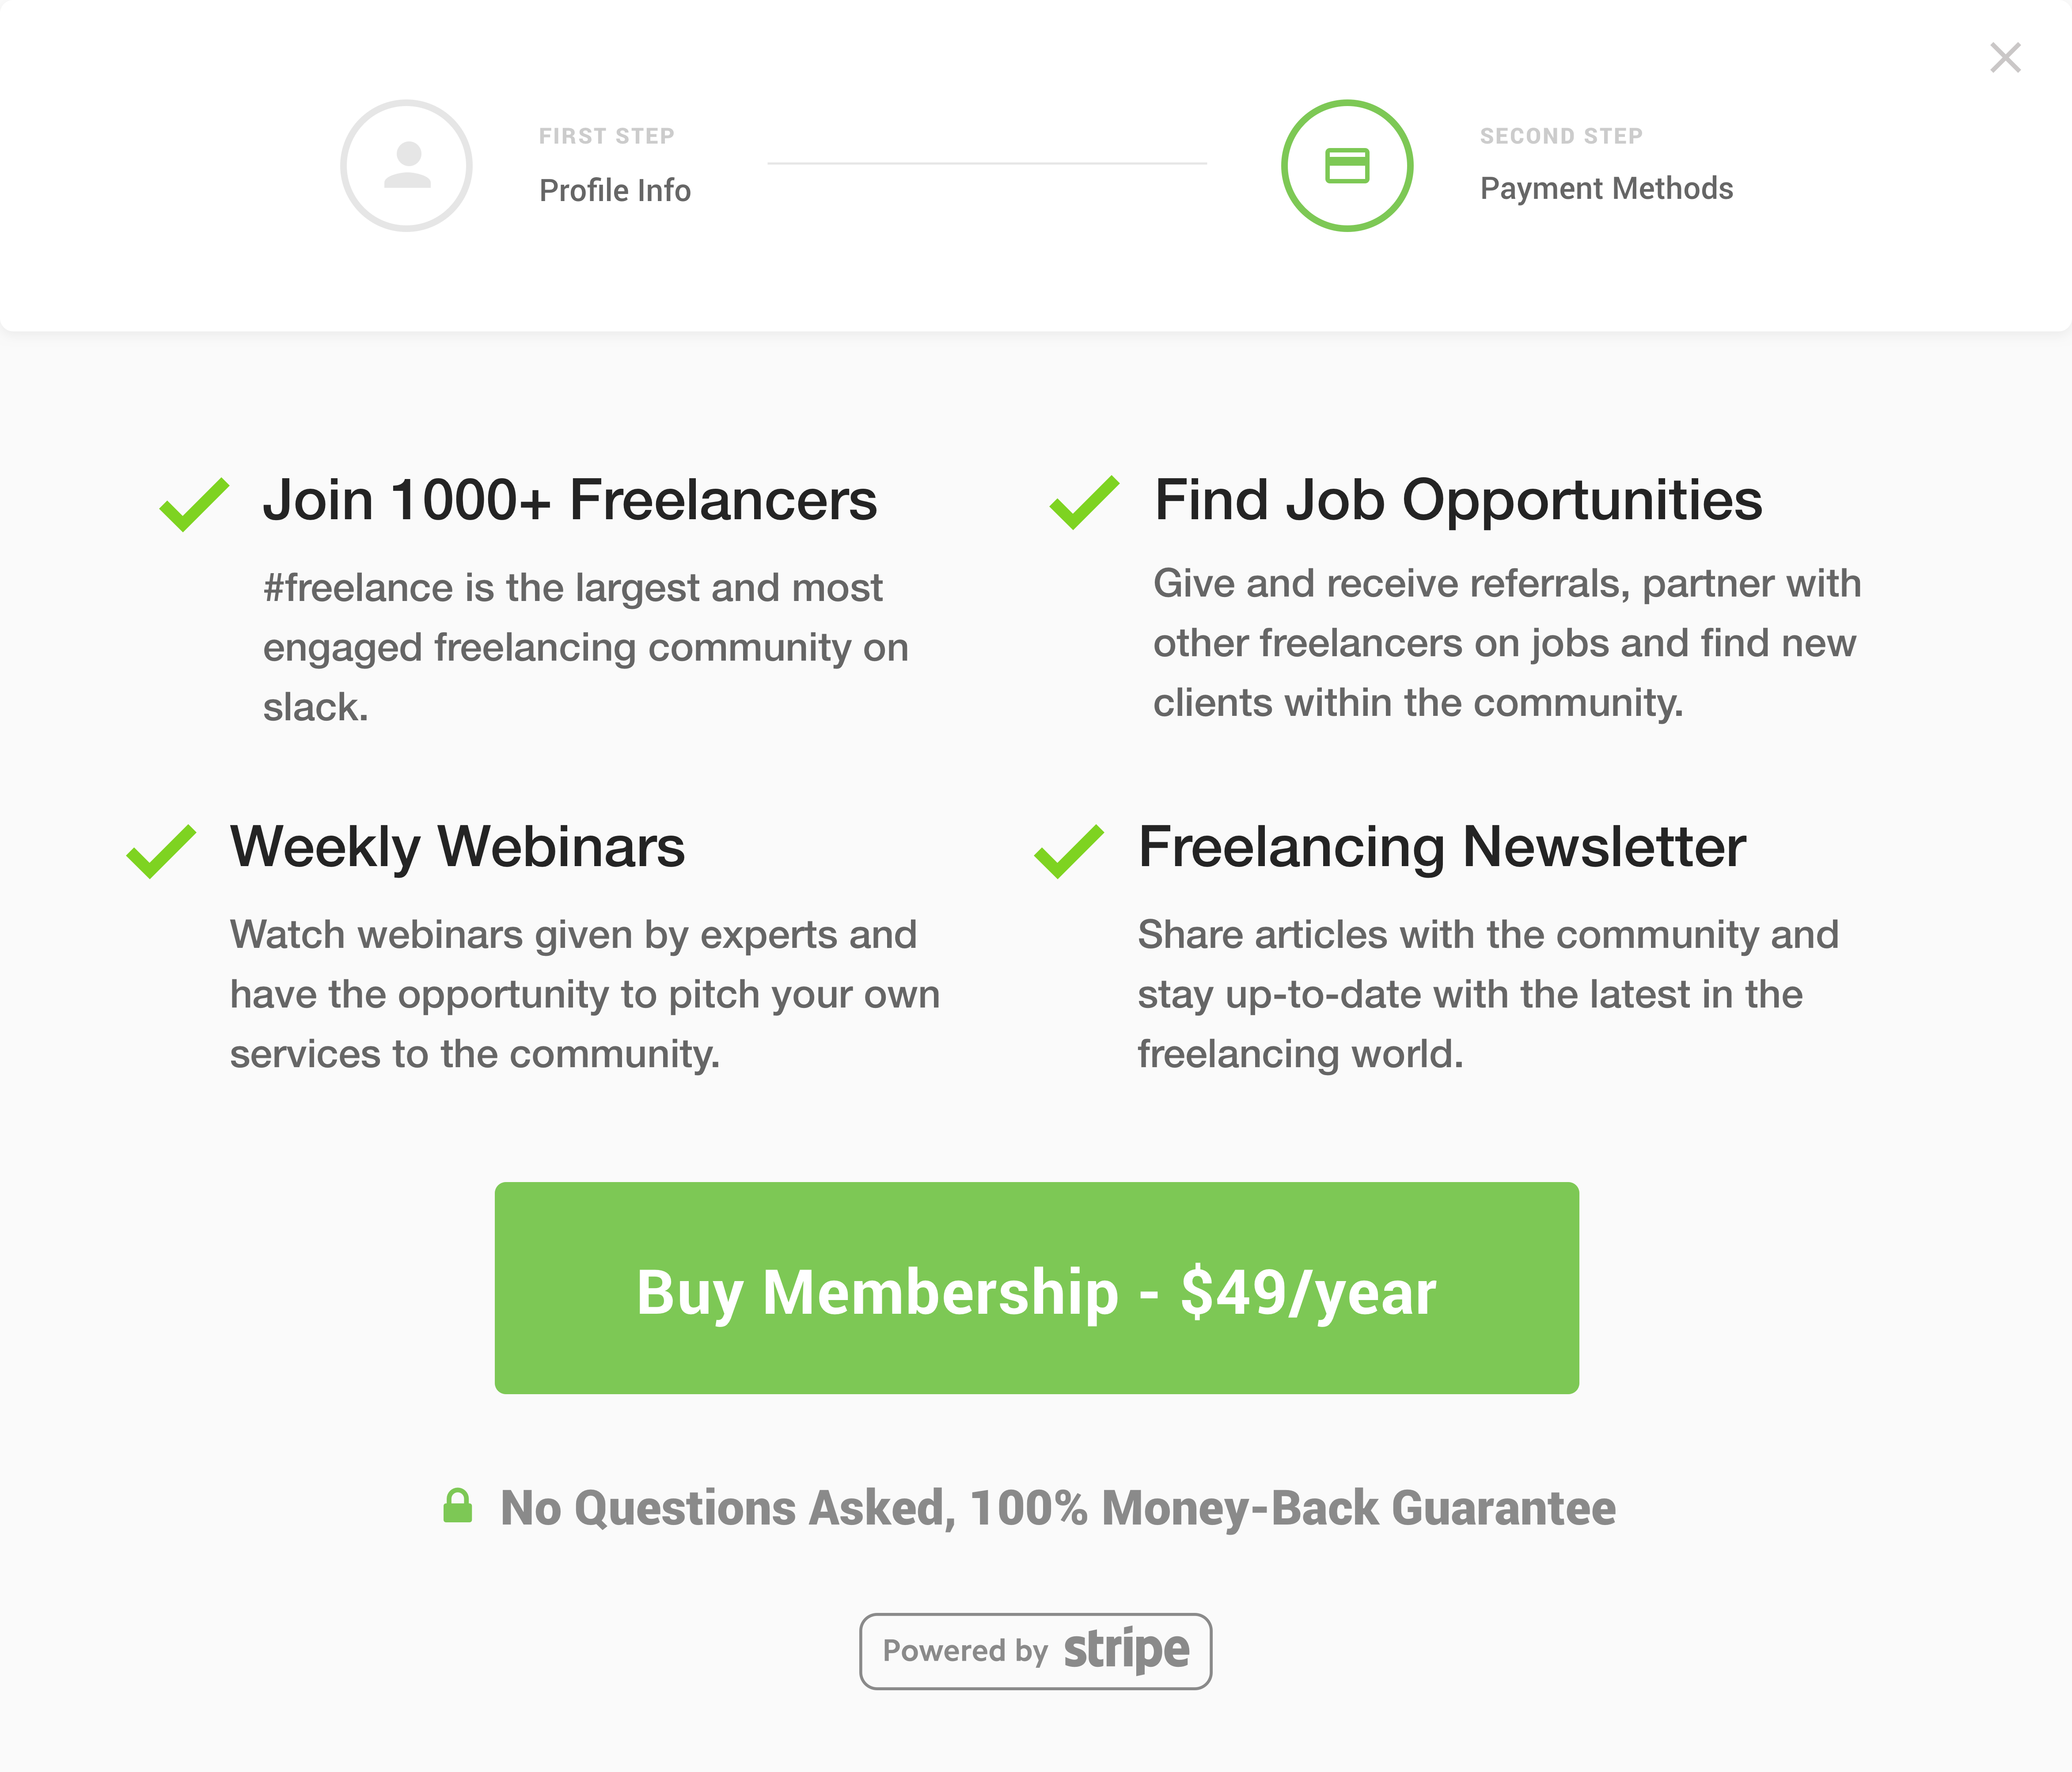 FIRST STEP
Profile Info
SECOND STEP
Payment Methods
Join 1000+ Freelancers
#freelance is the largest and most
engaged freelancing community on
slack.
Find Job Opportunities
Give and receive referrals, partner with
other freelancers on jobs and find new
clients within the community.
Weekly Webinars
Watch webinars given by experts and
have the opportunity to pitch your own
services to the community.
Freelancing Newsletter
Share articles with the community and
stay up-to-date with the latest in the
freelancing world.
Buy Membership - $49/year
No Questions Asked, 100% Money-Back Guarantee
Powered by stripe